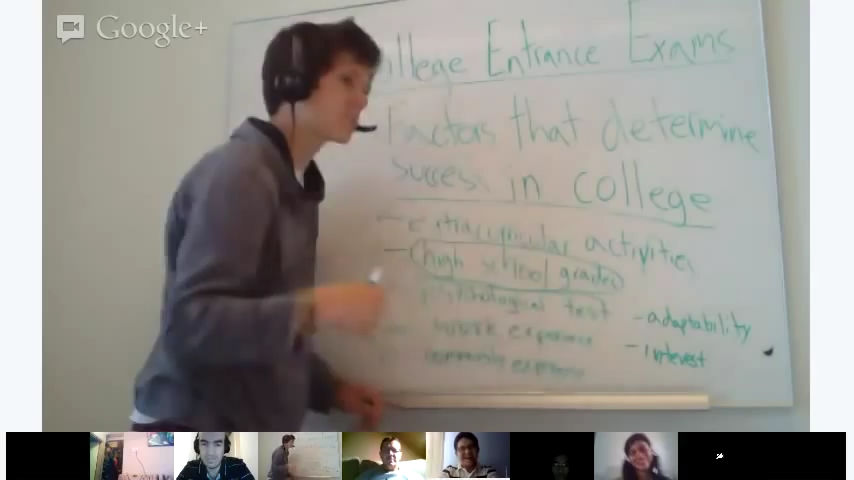 Google+
College Entrance Exams
Factors that determine
success in college
- extracurricular activities
- high school grades
psychological test
- adaptability
work experience
- interest
community